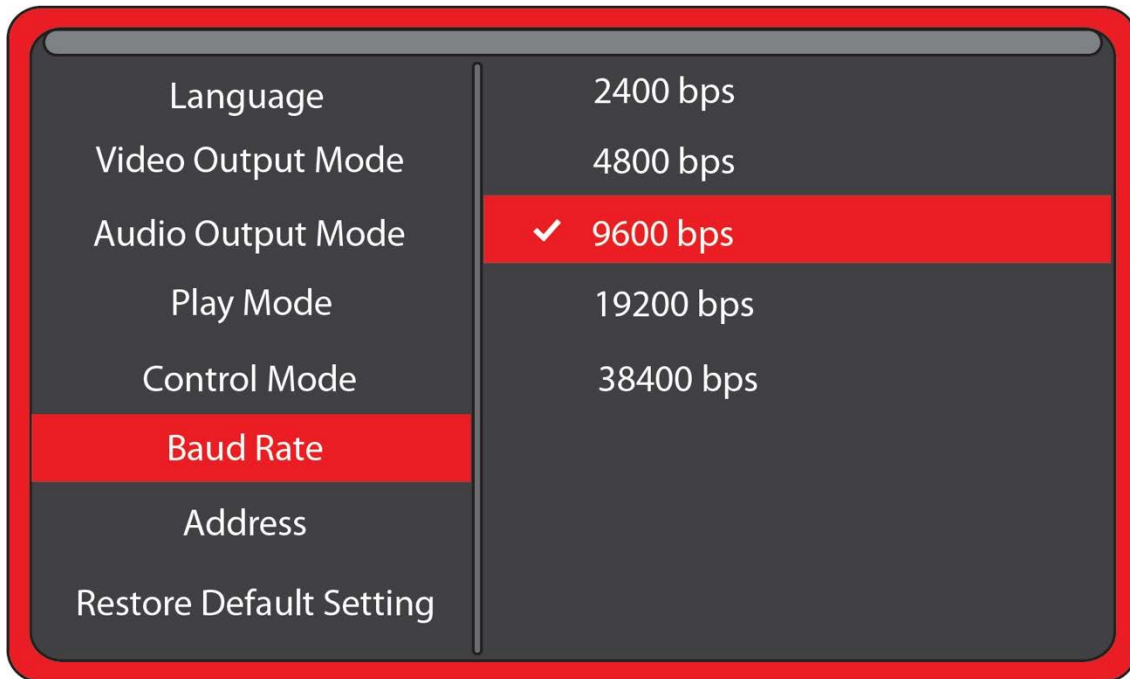 Language
Video Output Mode
Audio Output Mode
Play Mode
Control Mode
Baud Rate
Address
Restore Default Setting
2400 bps
4800 bps
9600 bps
19200 bps
38400 bps